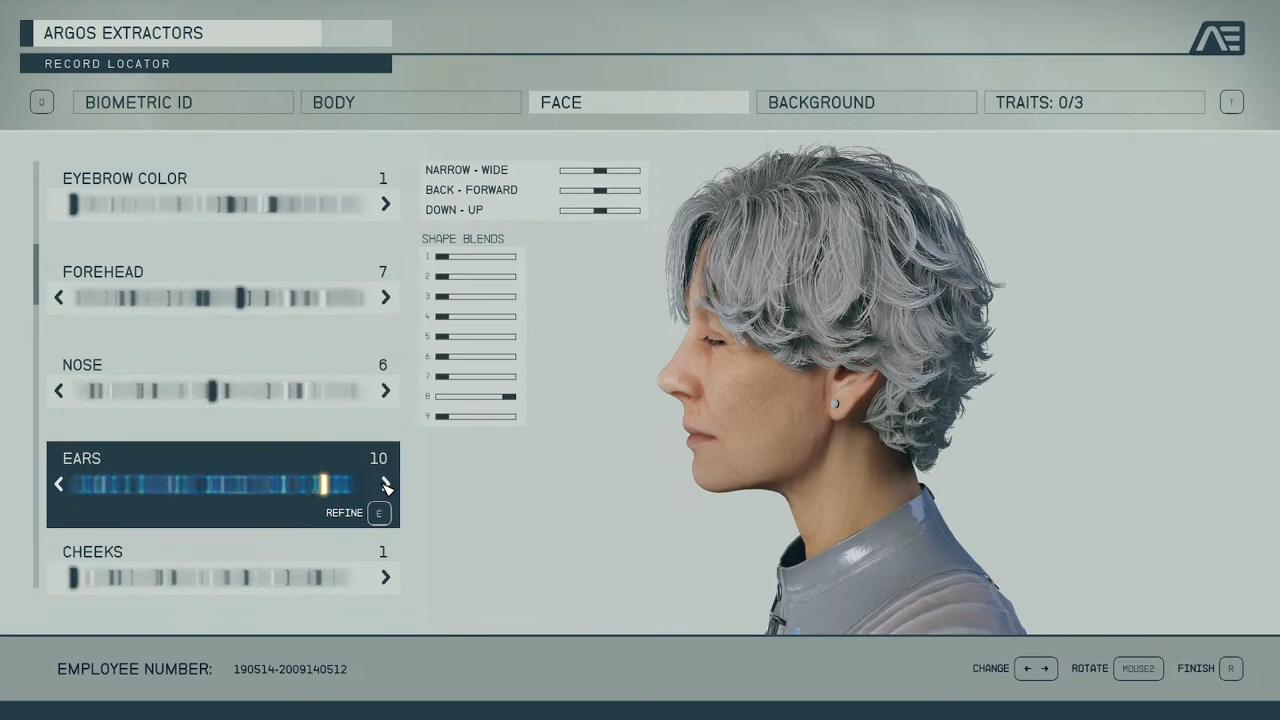 ARGOS EXTRACTORS
RECORD LOCATOR
AE
Q BIOMETRIC ID BODY FACE BACKGROUND TRAITS: 0/3 T
EYEBROW COLOR 1
FOREHEAD 7
NOSE 6
EARS 10
REFINE E
CHEEKS 1
NARROW - WIDE
BACK - FORWARD
DOWN - UP
SHAPE BLENDS
1
2
3
4
5
6
7
8
9
EMPLOYEE NUMBER: 190514-2009140512
CHANGE ← → ROTATE MOUSE2 FINISH R